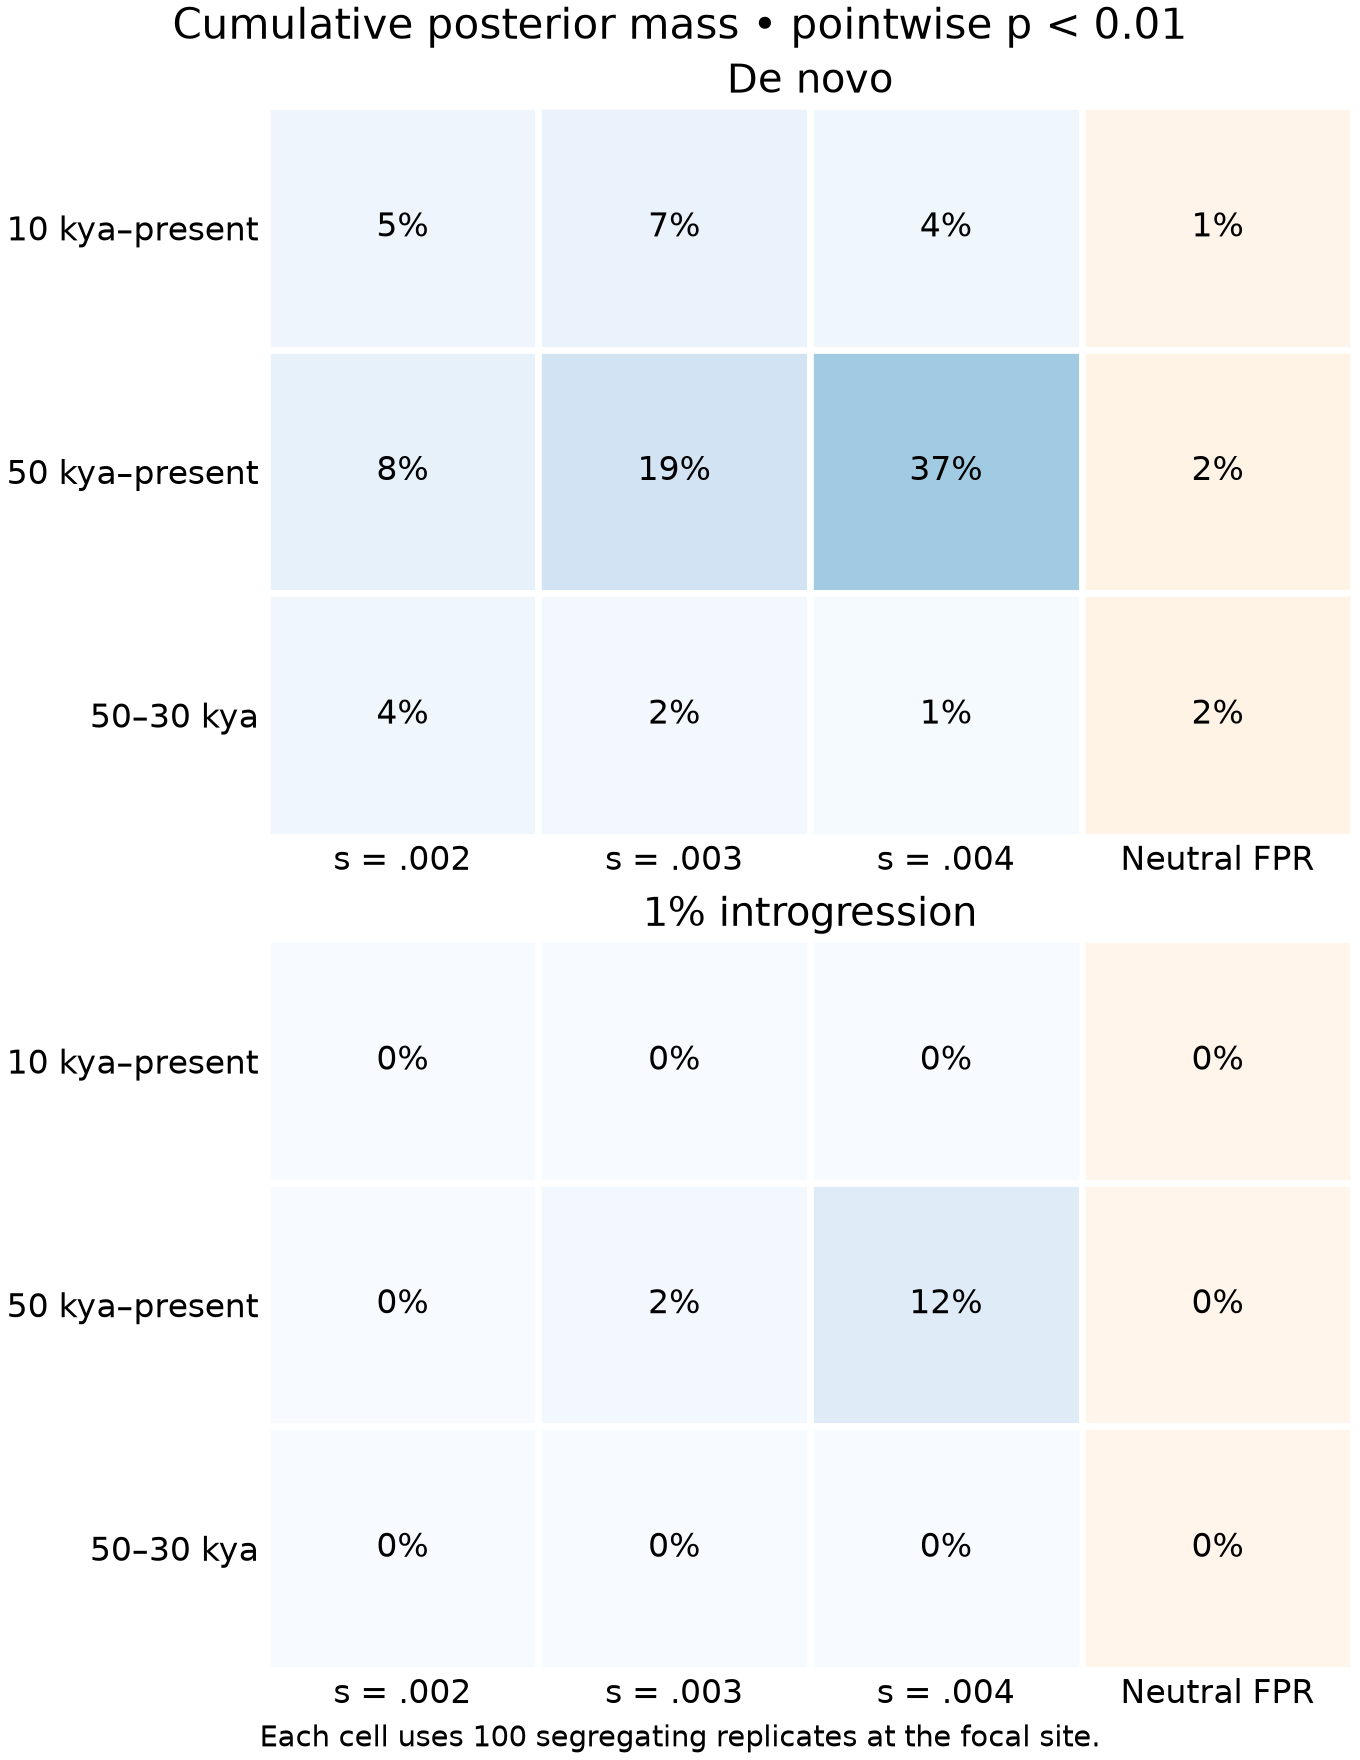 Cumulative posterior mass • pointwise p < 0.01
De novo
10 kya–present 5% 7% 4% 1%
50 kya–present 8% 19% 37% 2%
50–30 kya 4% 2% 1% 2%
s = .002 s = .003 s = .004 Neutral FPR
1% introgression
10 kya–present 0% 0% 0% 0%
50 kya–present 0% 2% 12% 0%
50–30 kya 0% 0% 0% 0%
s = .002 s = .003 s = .004 Neutral FPR
Each cell uses 100 segregating replicates at the focal site.